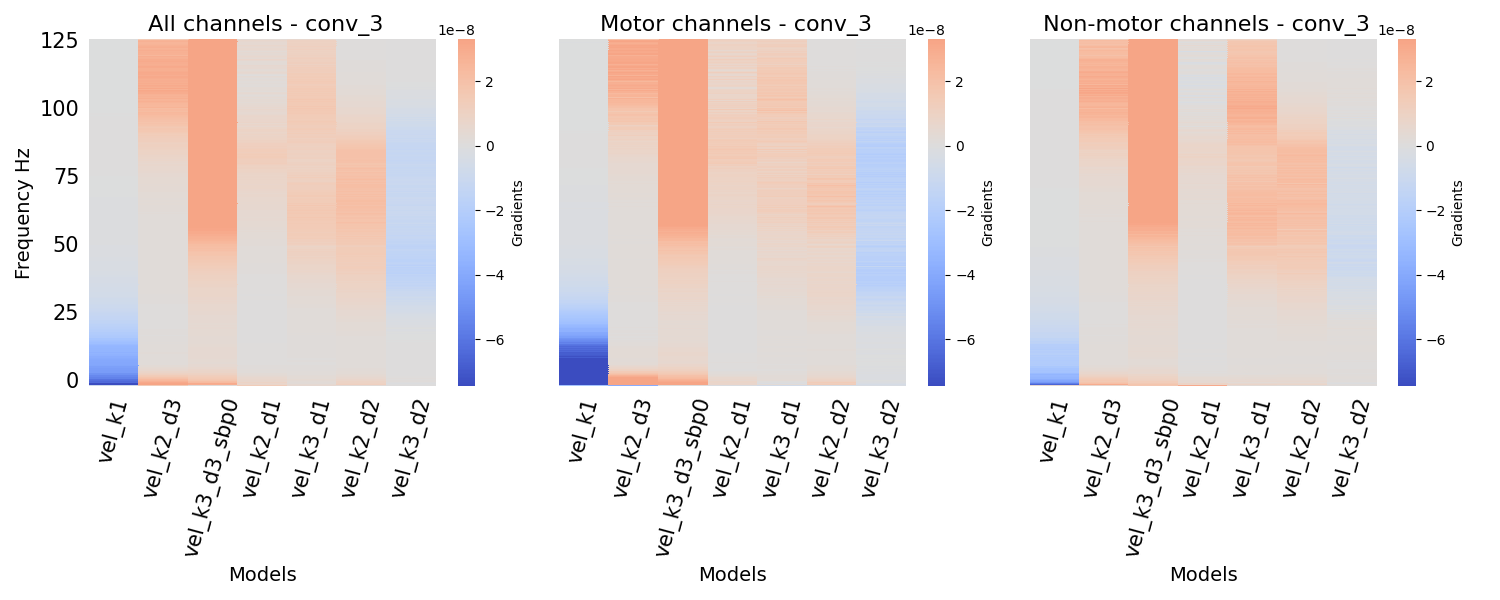 All channels - conv_3
1e−8
125
100
75
50
25
0
Frequency Hz
2
0
−2
−4
−6
Gradients
vel_k1
vel_k2_d3
vel_k3_d3_sbp0
vel_k2_d1
vel_k3_d1
vel_k2_d2
vel_k3_d2
Models
Motor channels - conv_3
1e−8
2
0
−2
−4
−6
Gradients
vel_k1
vel_k2_d3
vel_k3_d3_sbp0
vel_k2_d1
vel_k3_d1
vel_k2_d2
vel_k3_d2
Models
Non-motor channels - conv_3
1e−8
2
0
−2
−4
−6
Gradients
vel_k1
vel_k2_d3
vel_k3_d3_sbp0
vel_k2_d1
vel_k3_d1
vel_k2_d2
vel_k3_d2
Models